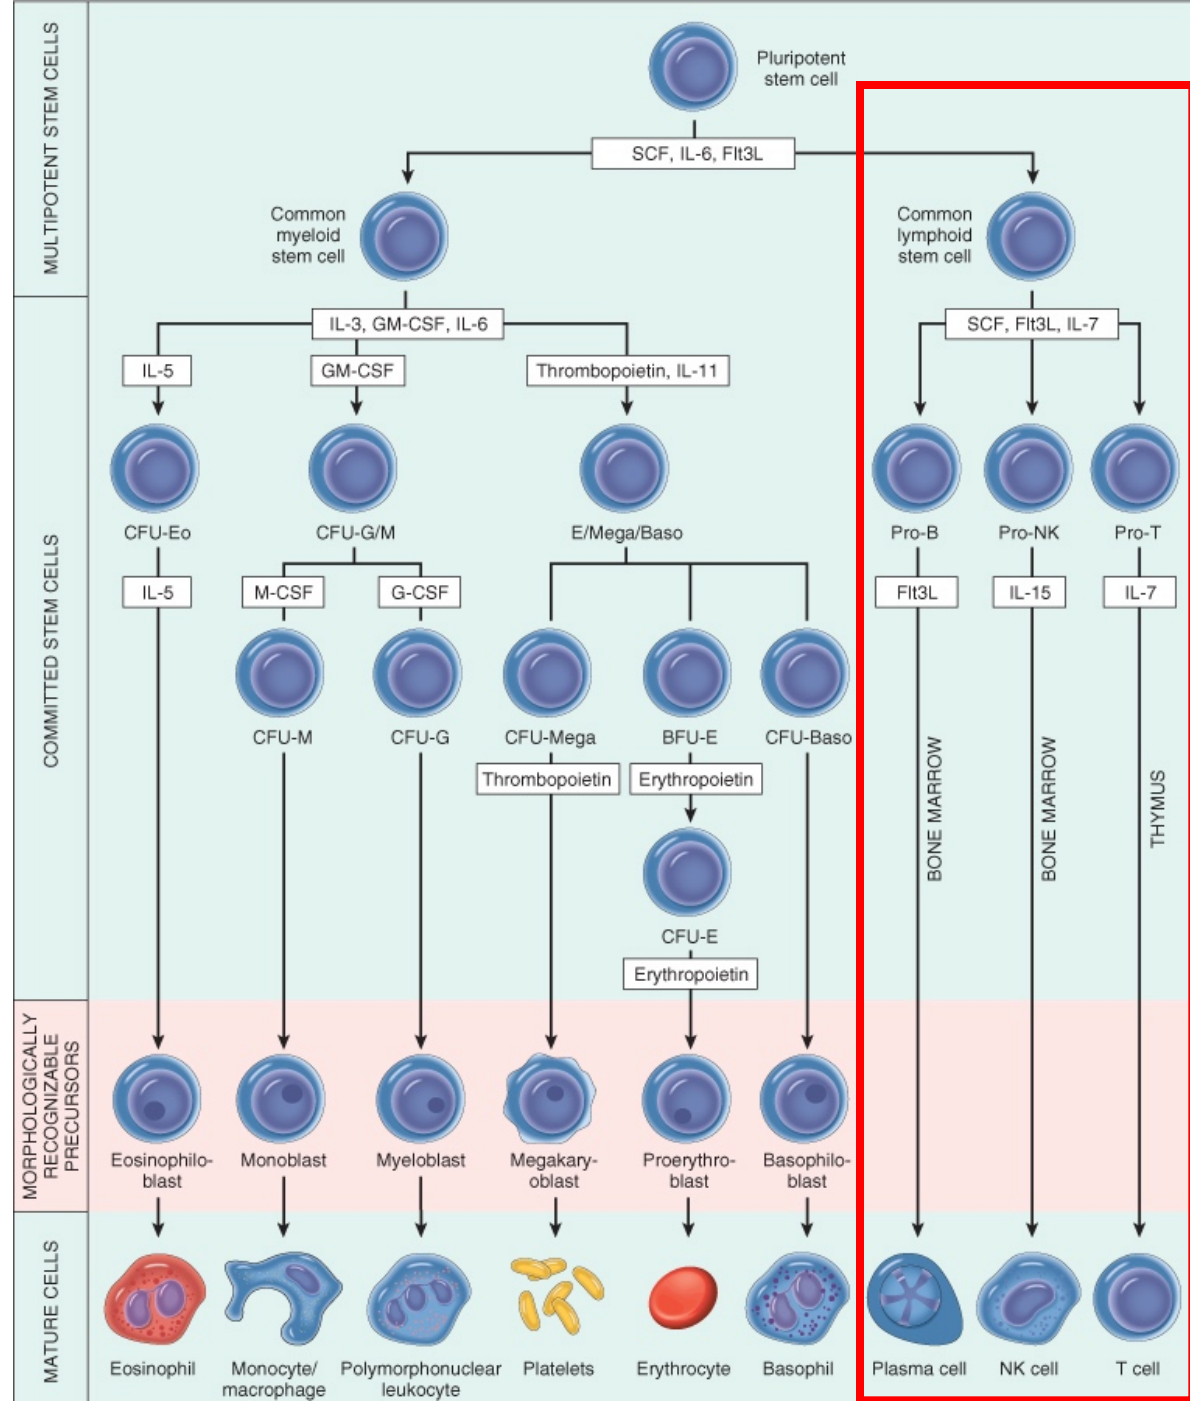 MULTIPOTENT STEM CELLS
Pluripotent
stem cell
SCF, IL-6, Flt3L
Common
myeloid
stem cell
Common
lymphoid
stem cell
COMMITTED STEM CELLS
IL-3, GM-CSF, IL-6
SCF, Flt3L, IL-7
IL-5
GM-CSF
Thrombopoietin, IL-11
CFU-Eo
CFU-G/M
E/Mega/Baso
Pro-B
Pro-NK
Pro-T
IL-5
M-CSF
G-CSF
Flt3L
IL-15
IL-7
CFU-M
CFU-G
CFU-Mega
BFU-E
CFU-Baso
Thrombopoietin
Erythropoietin
BONE MARROW
BONE MARROW
THYMUS
CFU-E
Erythropoietin
MORPHOLOGICALLY
RECOGNIZABLE
PRECURSORS
Eosinophilo-
blast
Monoblast
Myeloblast
Megakary-
oblast
Proerythro-
blast
Basophilo-
blast
MATURE CELLS
Eosinophil
Monocyte/
macrophage
Polymorphonuclear
leukocyte
Platelets
Erythrocyte
Basophil
Plasma cell
NK cell
T cell